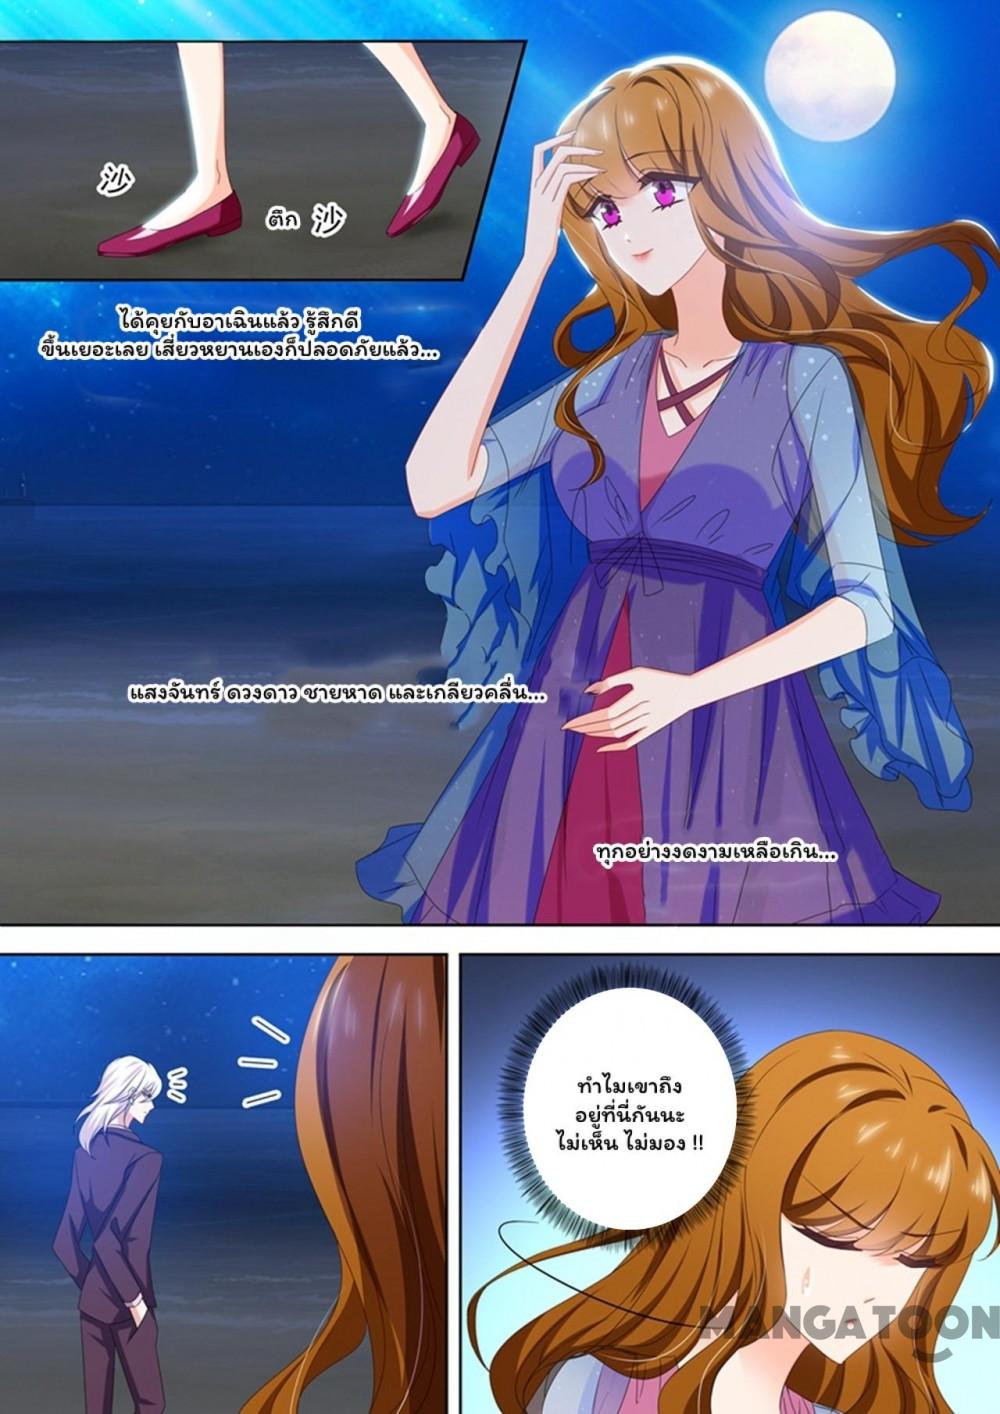 沙
ตึก 沙
ได้คุยกับอาเฉินแล้ว รู้สึกดี
ขึ้นเยอะเลย เสี่ยวหยานเองก็ปลอดภัยแล้ว...
แสงจันทร์ ดวงดาว ชายหาด และเกลียวคลื่น...
ทุกอย่างงดงามเหลือเกิน...
ทำไมเขาถึง
อยู่ที่นี่กันนะ
ไม่เห็น ไม่มอง !!
MANGATOON